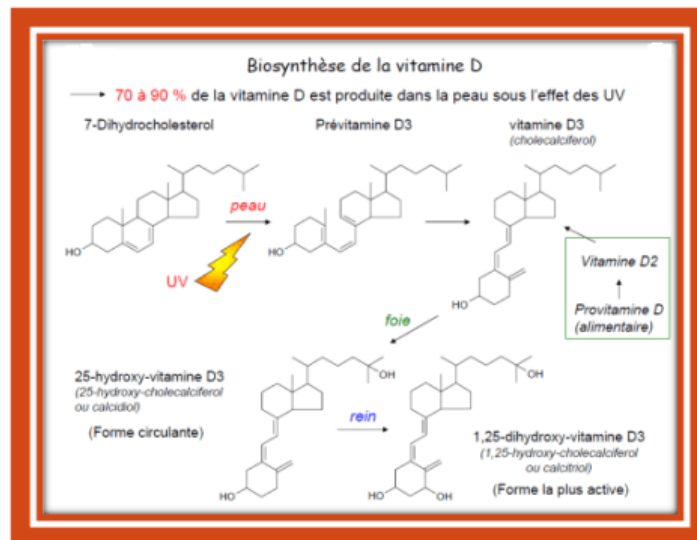 Biosynthèse de la vitamine D
70 à 90 % de la vitamine D est produite dans la peau sous l'effet des UV
7-Dihydrocholesterol
Prévitamine D3
vitamine D3
(cholecalciferol)
peau
HO
HO
UV
Vitamine D2
HO
Provitamine D
(alimentaire)
foie
25-hydroxy-vitamine D3
(25-hydroxy-cholecalciferol
ou calcidiol)
(Forme circulante)
OH
OH
rein
1,25-dihydroxy-vitamine D3
(1,25-hydroxy-cholecalciferol
ou calcitriol)
(Forme la plus active)
HO
HO
OH